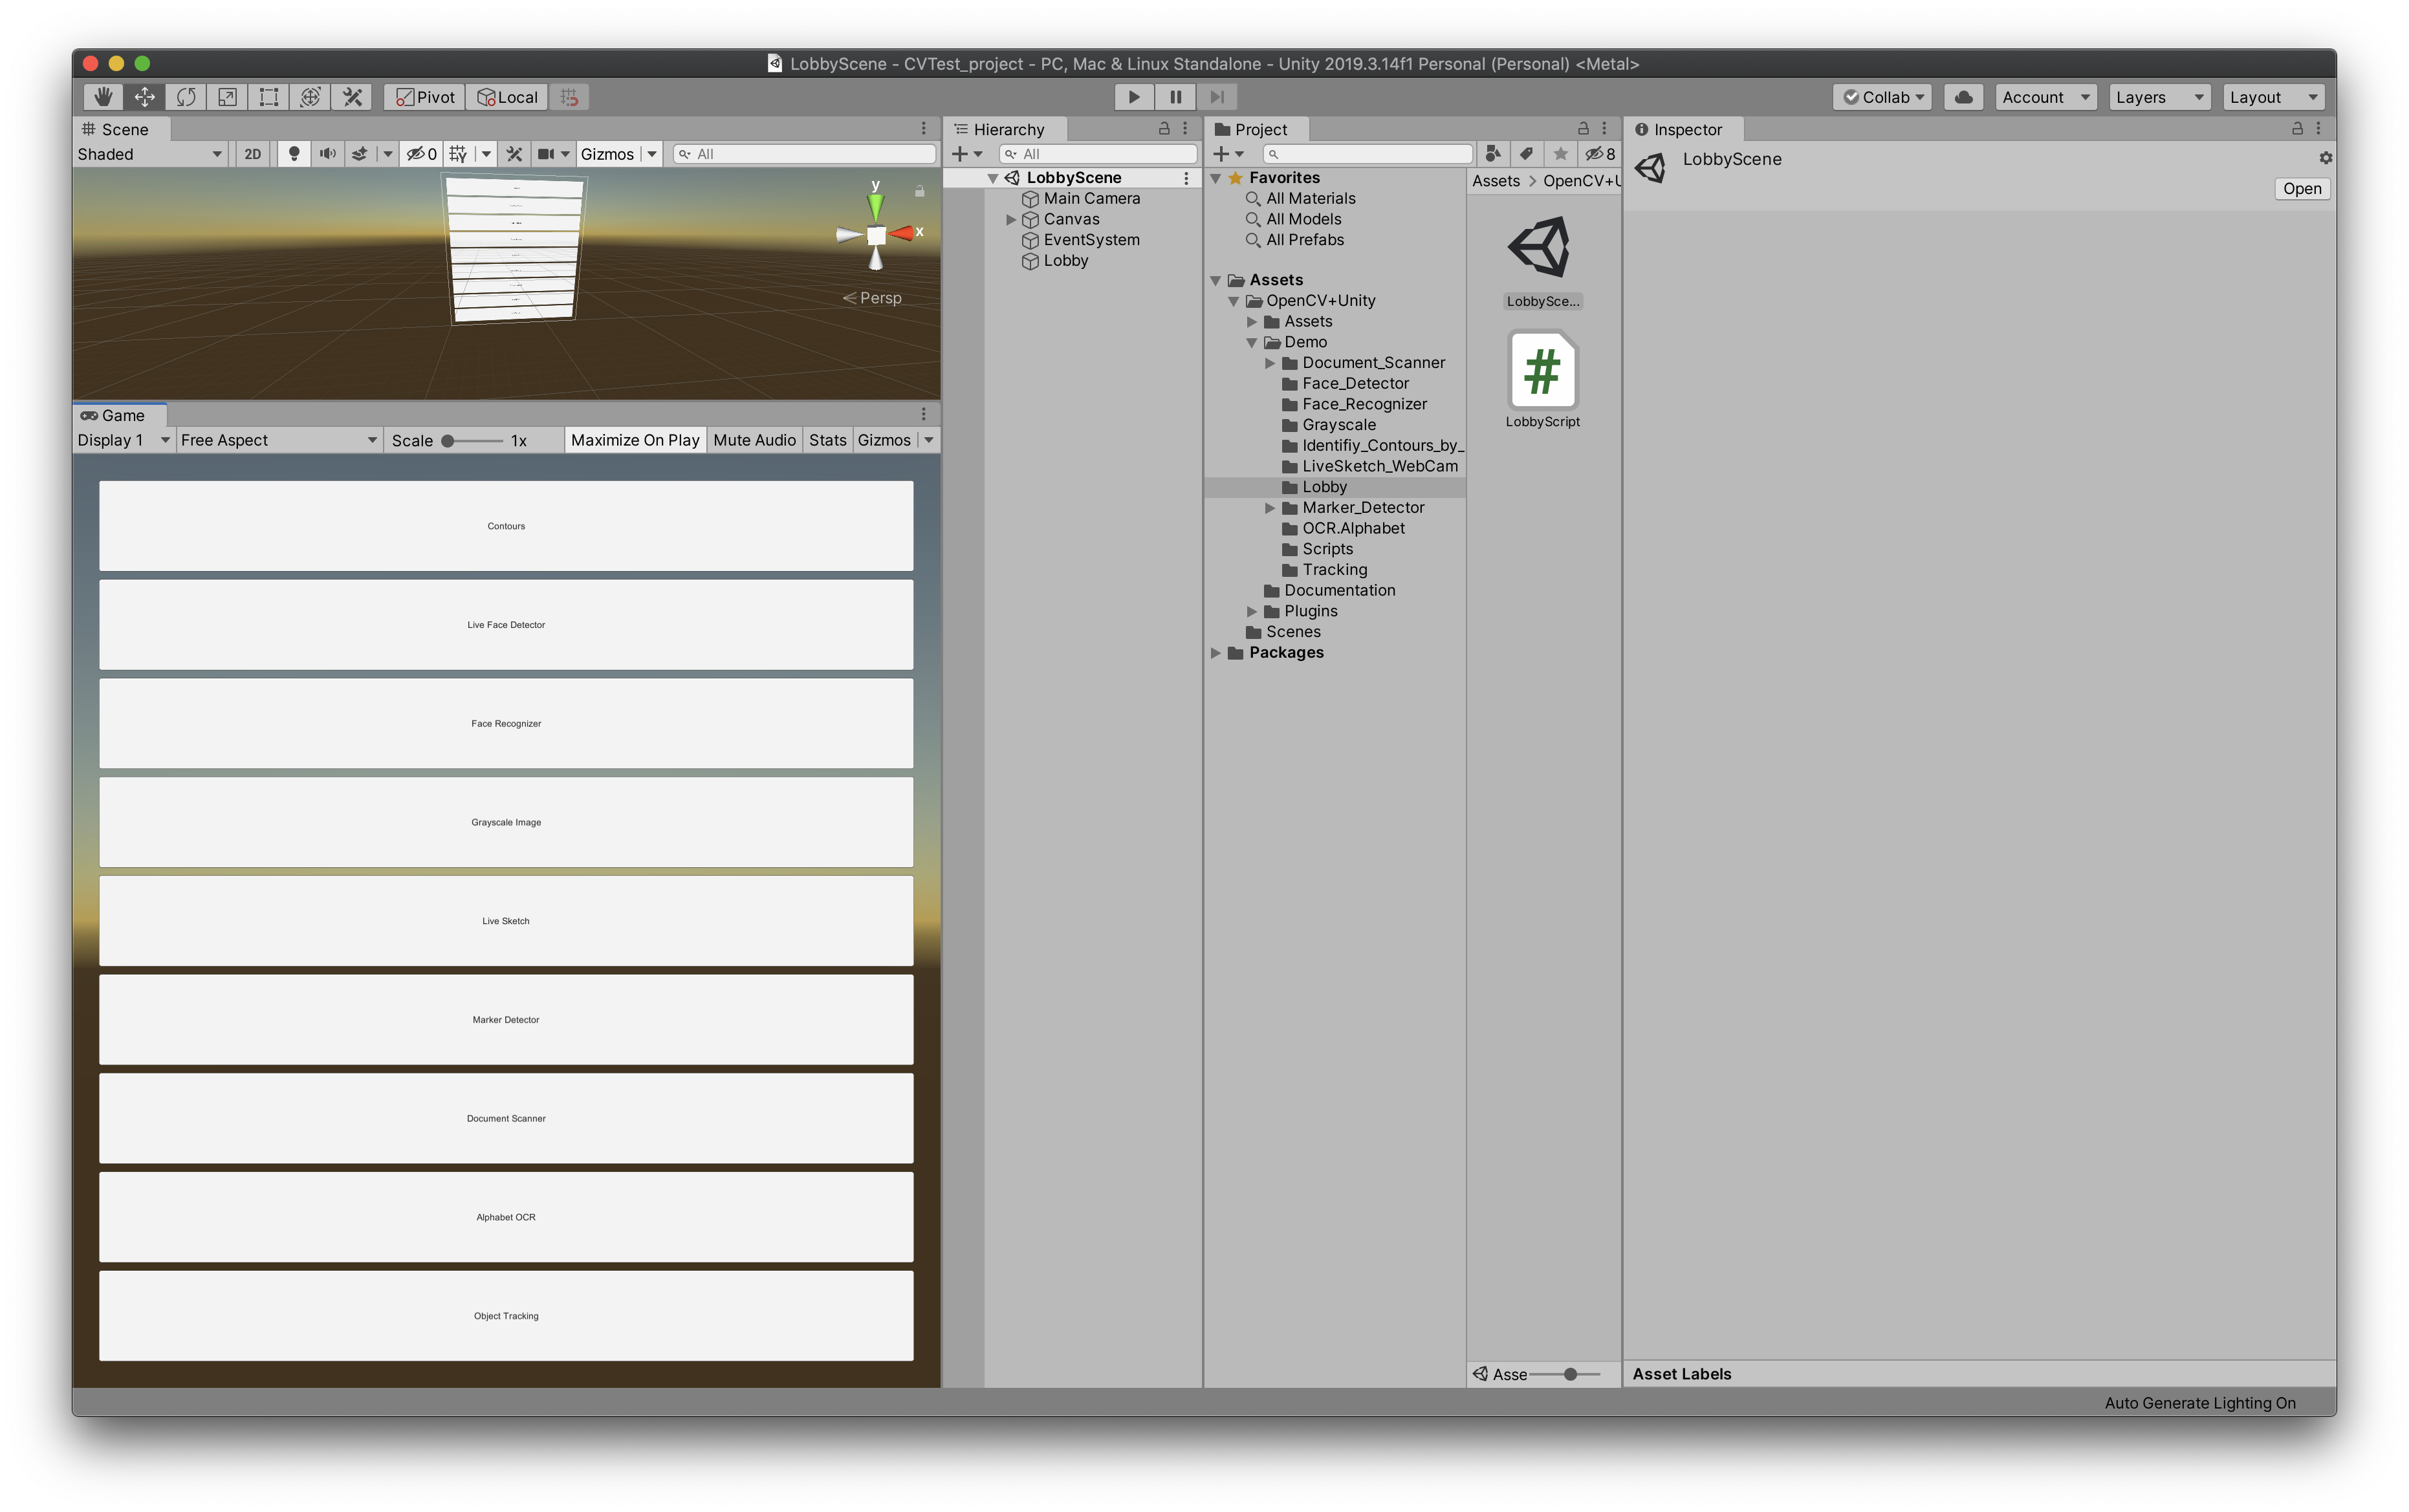 LobbyScene - CVTest_project - PC, Mac & Linux Standalone - Unity 2019.3.14f1 Personal (Personal) <Metal>
Pivot Local Collab Account Layers Layout
Scene
Shaded 2D 0 Gizmos All
y
x
Persp
Game
Display 1 Free Aspect Scale 1x Maximize On Play Mute Audio Stats Gizmos
Contours
Live Face Detector
Face Recognizer
Grayscale Image
Live Sketch
Marker Detector
Document Scanner
Alphabet OCR
Object Tracking
Hierarchy
All
LobbyScene
Main Camera
Canvas
EventSystem
Lobby
Project
8
Favorites
All Materials
All Models
All Prefabs
Assets
OpenCV+Unity
Assets
Demo
Document_Scanner
Face_Detector
Face_Recognizer
Grayscale
Identifiy_Contours_by_
LiveSketch_WebCam
Lobby
Marker_Detector
OCR.Alphabet
Scripts
Tracking
Documentation
Plugins
Scenes
Packages
Assets > OpenCV+U
LobbySce...
#
LobbyScript
Asse
Inspector
LobbyScene
Open
Asset Labels
Auto Generate Lighting On